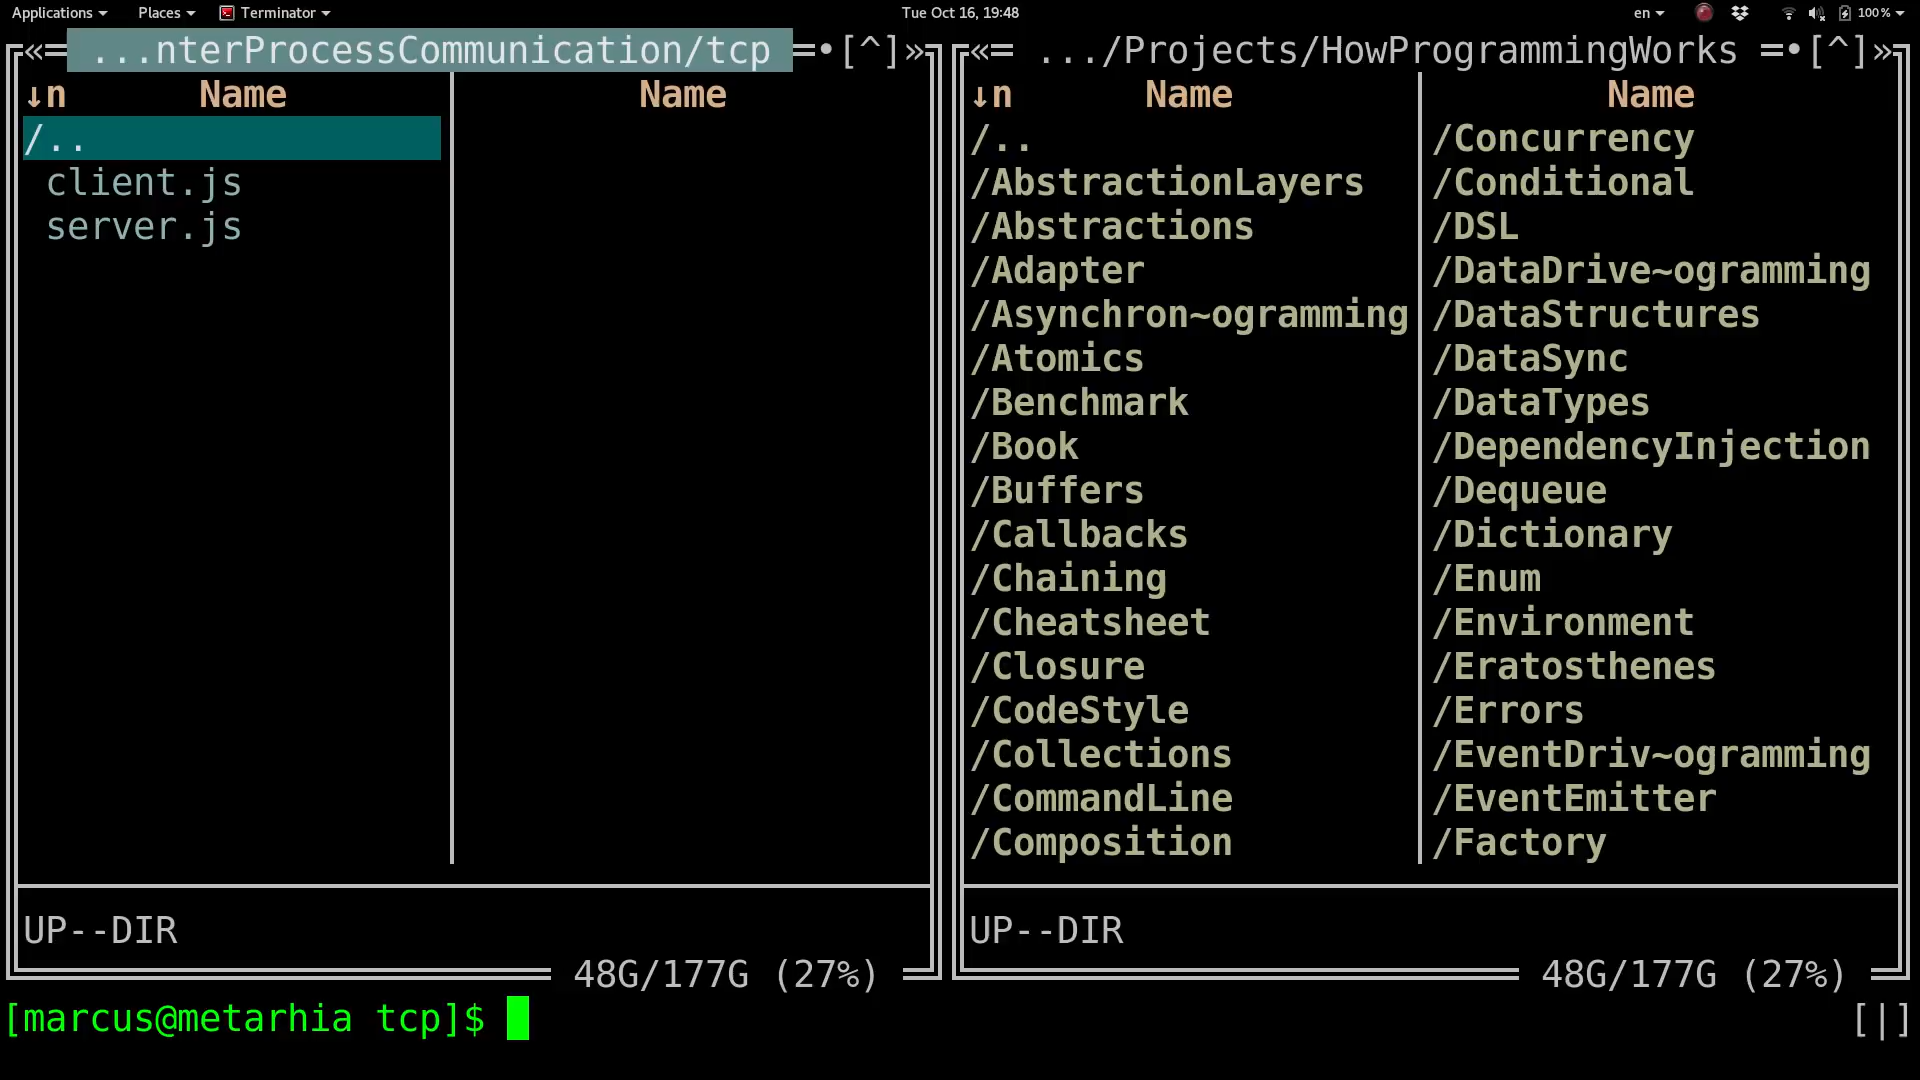 Applications Places Terminator Tue Oct 16, 19:48 en 100%
«═ ...nterProcessCommunication/tcp ═•[^]»
↓n Name Name
/..
client.js
server.js
UP--DIR
48G/177G (27%)
«═ .../Projects/HowProgrammingWorks ═•[^]»
↓n Name Name
/..
/AbstractionLayers
/Abstractions
/Adapter
/Asynchron~ogramming
/Atomics
/Benchmark
/Book
/Buffers
/Callbacks
/Chaining
/Cheatsheet
/Closure
/CodeStyle
/Collections
/CommandLine
/Composition
/Concurrency
/Conditional
/DSL
/DataDrive~ogramming
/DataStructures
/DataSync
/DataTypes
/DependencyInjection
/Dequeue
/Dictionary
/Enum
/Environment
/Eratosthenes
/Errors
/EventDriv~ogramming
/EventEmitter
/Factory
UP--DIR
48G/177G (27%)
[marcus@metarhia tcp]$ [|]